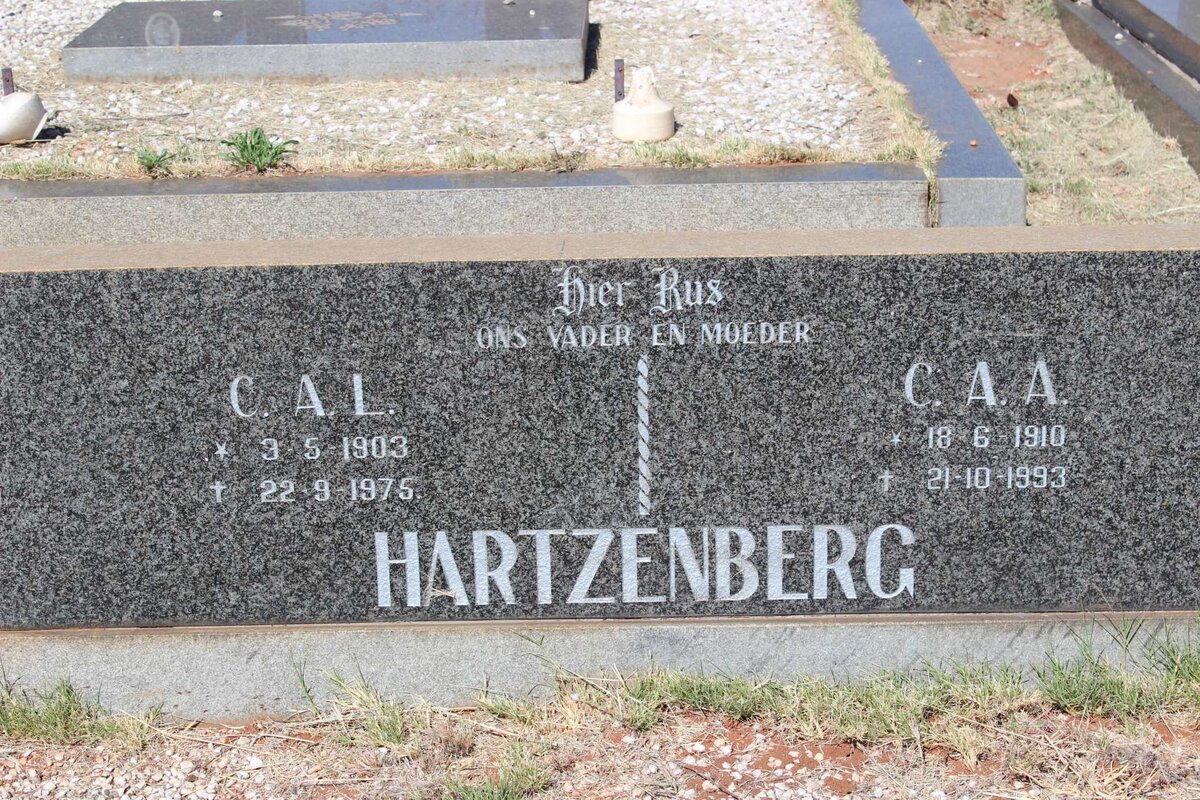 Hier Rus
ONS VADER EN MOEDER
C. A. L.
* 3-5-1903
† 22-9-1975.
C. A. A.
* 18-6-1910
† 21-10-1993
HARTZENBERG